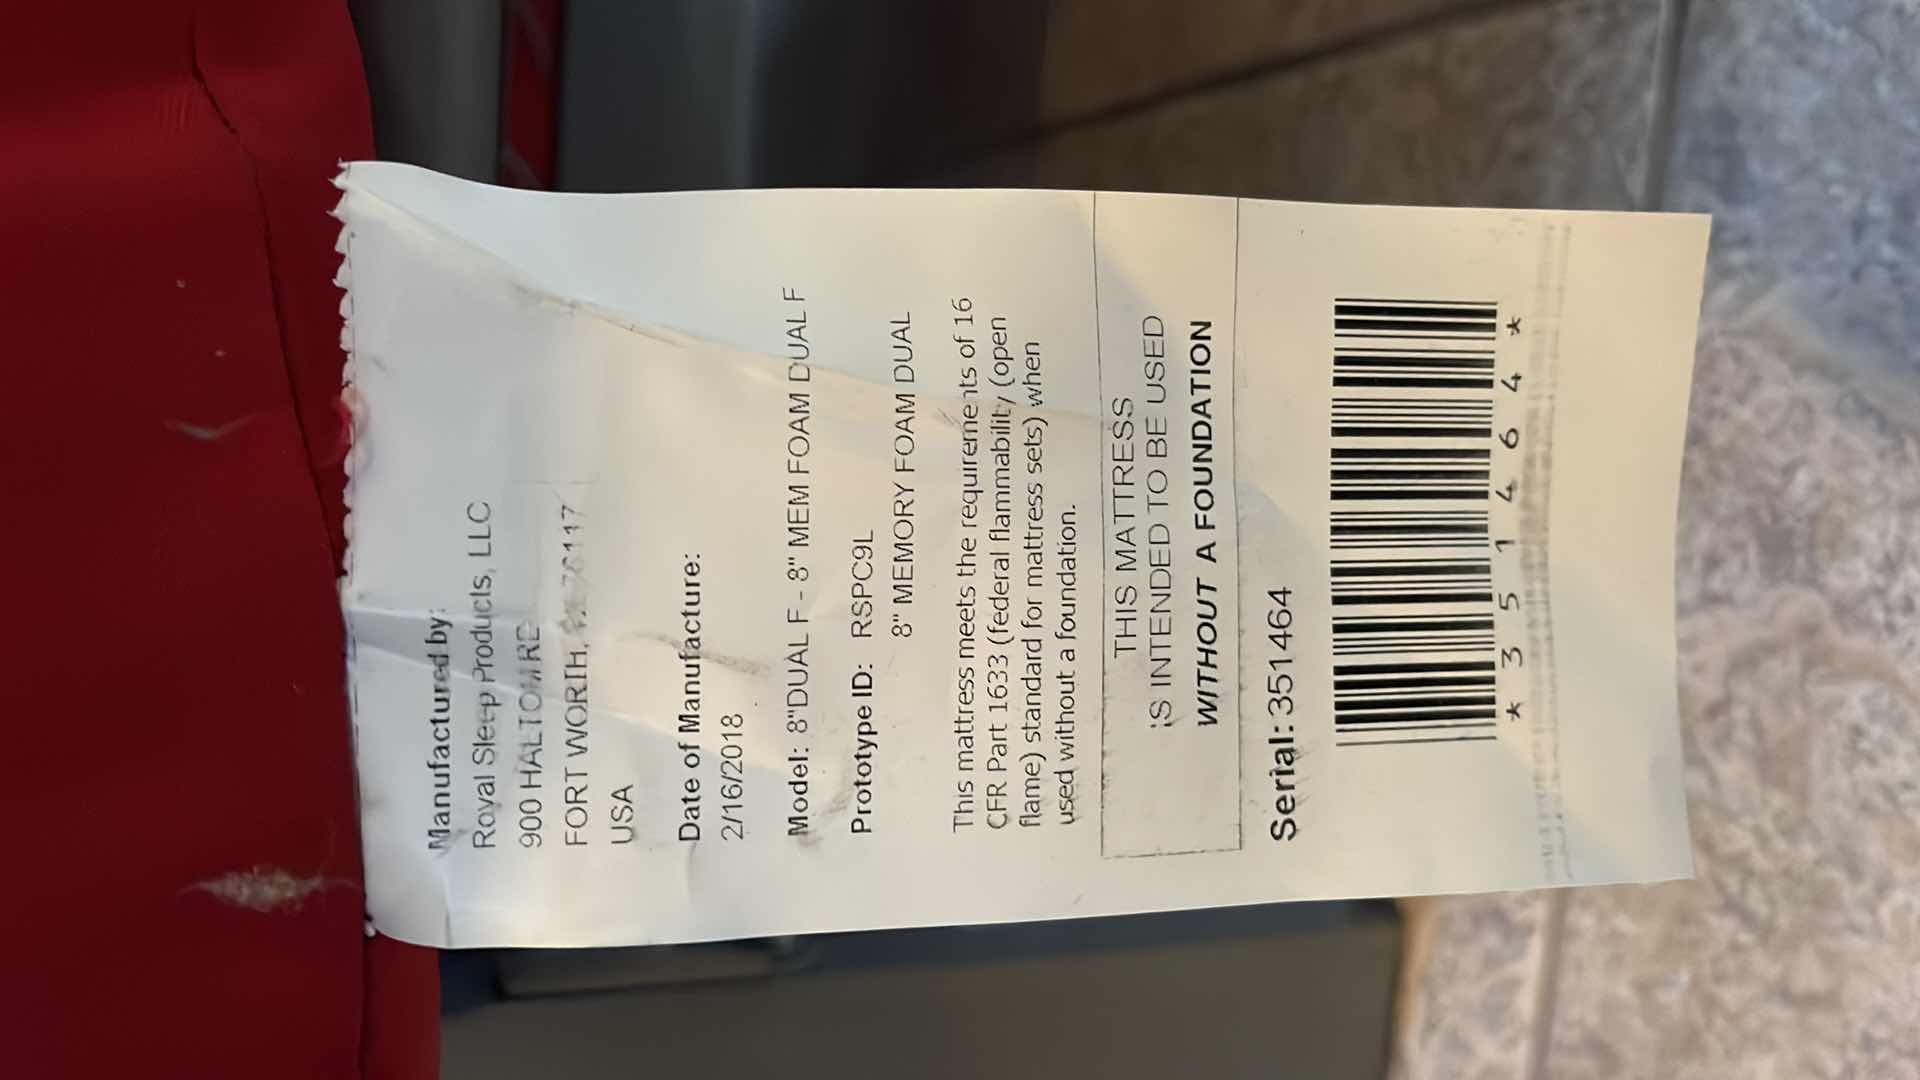 Manufactured by:
Royal Sleep Products, LLC
900 HALTOM RD
FORT WORTH, 76117
USA
Date of Manufacture:
2/16/2018
Model: 8"DUAL F - 8" MEM FOAM DUAL F
Prototype ID: RSPC9L
8" MEMORY FOAM DUAL
This mattress meets the requirements of 16
CFR Part 1633 (federal flammability (open
flame) standard for mattress sets) when
used without a foundation.
THIS MATTRESS
IS INTENDED TO BE USED
WITHOUT A FOUNDATION
Serial: 351464
*351464*